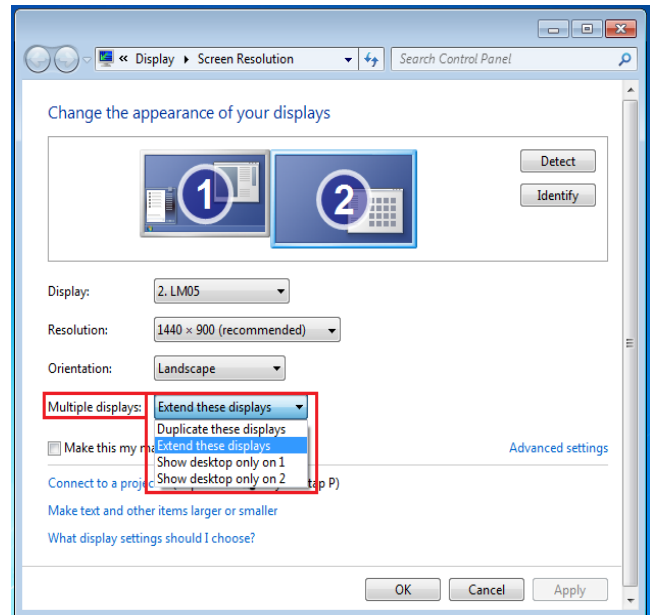 « Display ▸ Screen Resolution Search Control Panel
Change the appearance of your displays
1 2
Detect
Identify
Display: 2. LM05
Resolution: 1440 × 900 (recommended)
Orientation: Landscape
Multiple displays: Extend these displays
Duplicate these displays
Make this my Extend these displays Advanced settings
Show desktop only on 1
Connect to a tap P)
Show desktop only on 2
Make text and other items larger or smaller
What display settings should I choose?
OK Cancel Apply